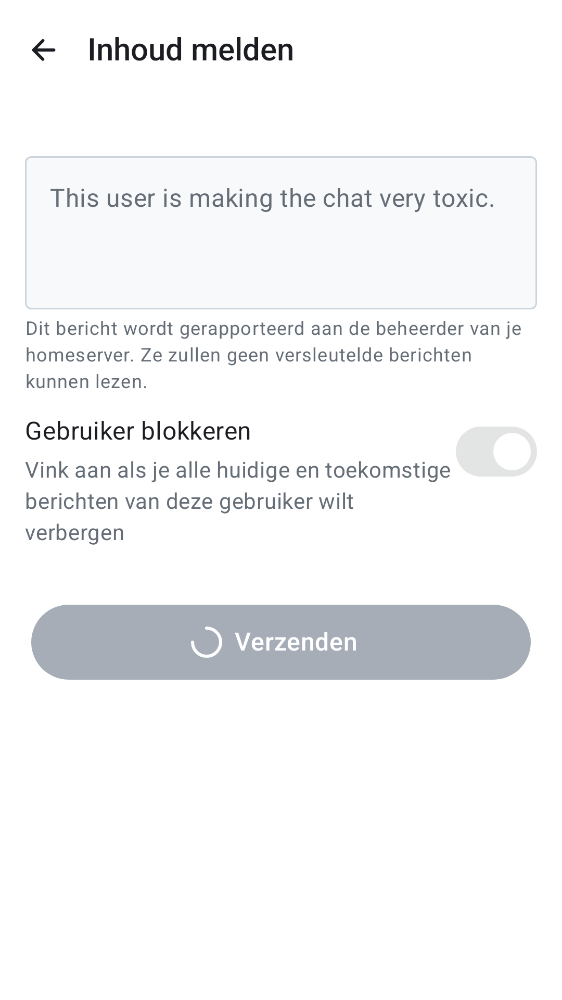 Inhoud melden
This user is making the chat very toxic.
Dit bericht wordt gerapporteerd aan de beheerder van je
homeserver. Ze zullen geen versleutelde berichten
kunnen lezen.
Gebruiker blokkeren
Vink aan als je alle huidige en toekomstige
berichten van deze gebruiker wilt
verbergen
Verzenden